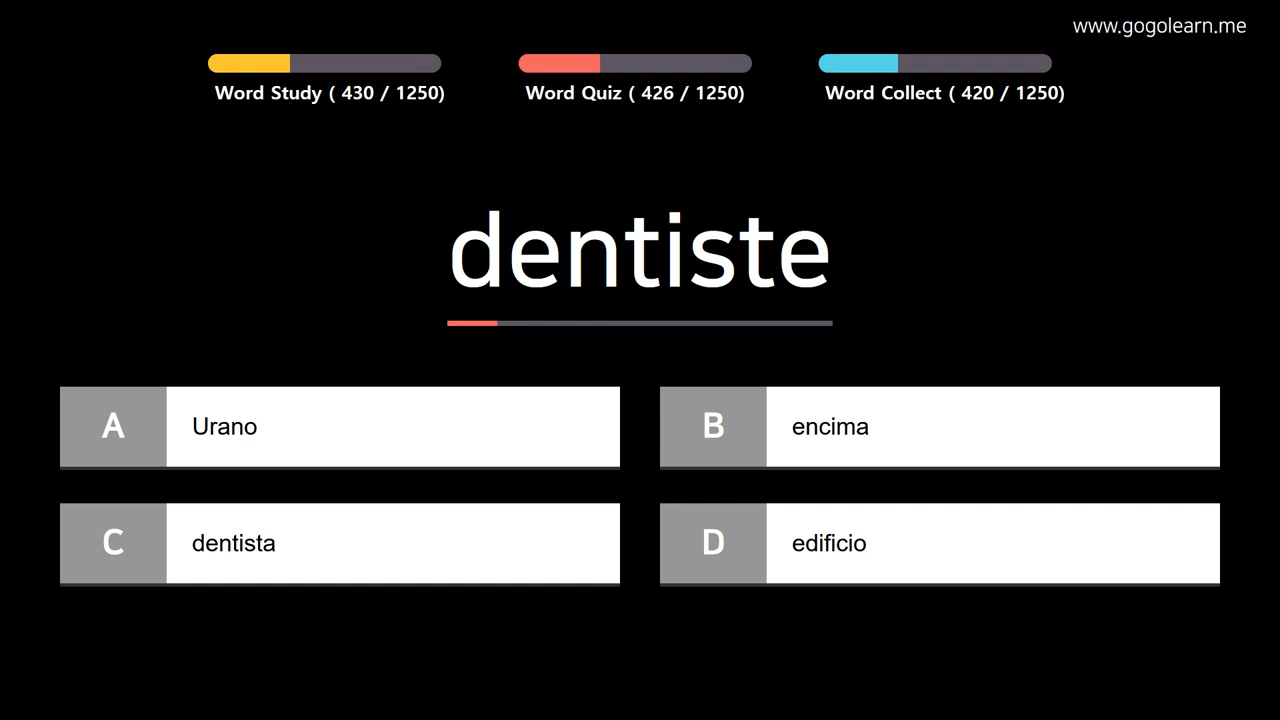 www.gogolearn.me
Word Study ( 430 / 1250)
Word Quiz ( 426 / 1250)
Word Collect ( 420 / 1250)
dentiste
A
Urano
B
encima
C
dentista
D
edificio